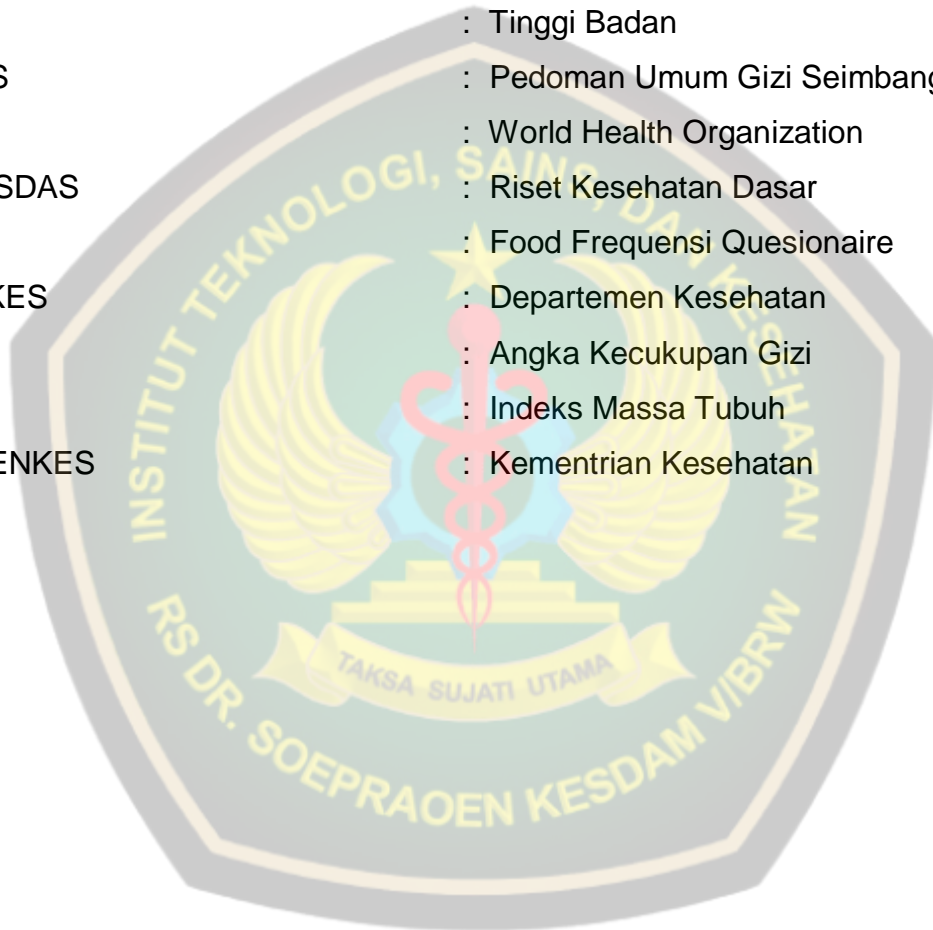 : Tinggi Badan
S : Pedoman Umum Gizi Seimbang
: World Health Organization
SDAS : Riset Kesehatan Dasar
: Food Frequensi Quesionaire
KES : Departemen Kesehatan
: Angka Kecukupan Gizi
: Indeks Massa Tubuh
ENKES : Kementrian Kesehatan
INSTITUT TEKNOLOGI, SAINS, DAN KESEHATAN
TAKSA SUJATI UTAMA
RS DR. SOEPRAOEN KESDAM V/BRW